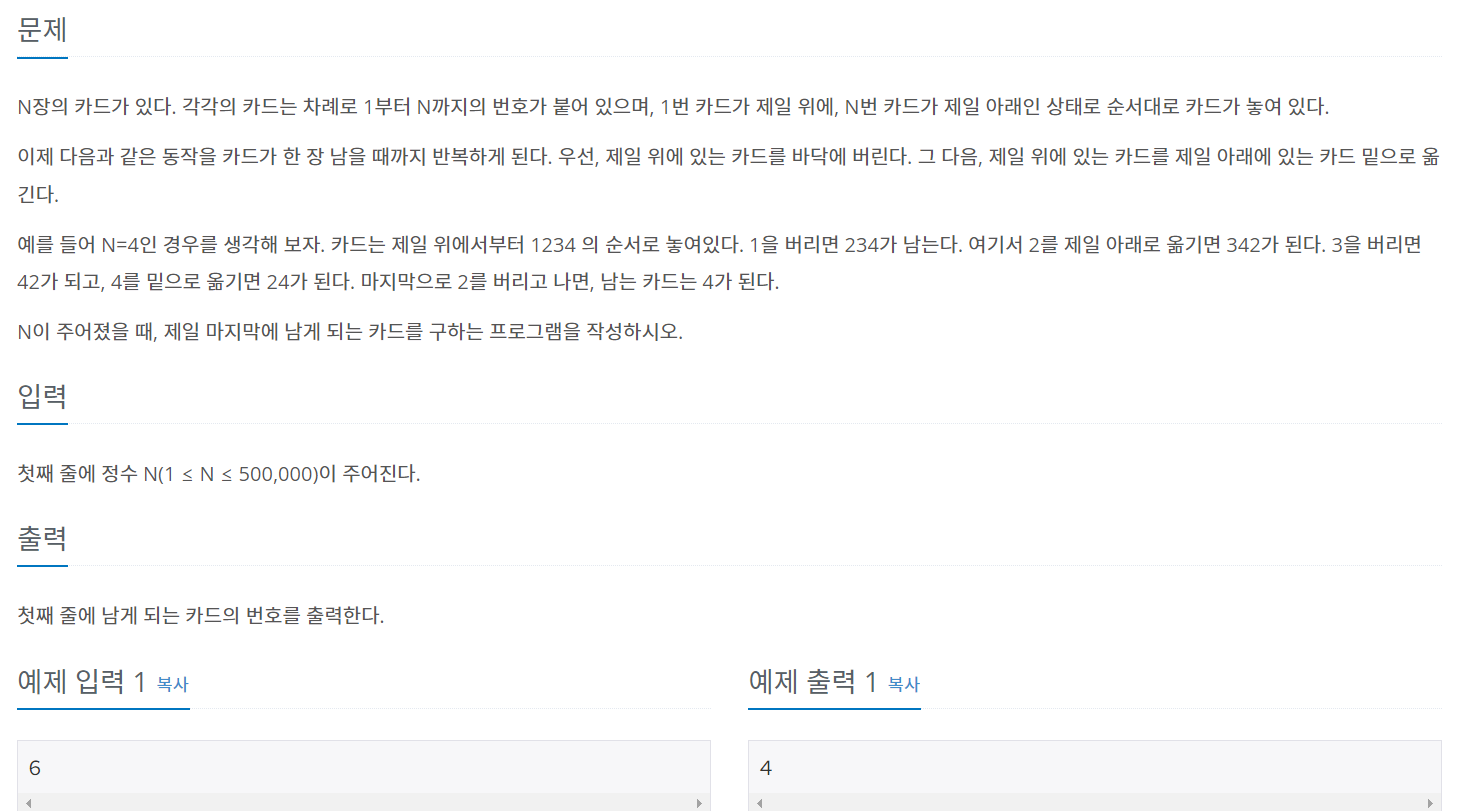 문제
N장의 카드가 있다. 각각의 카드는 차례로 1부터 N까지의 번호가 붙어 있으며, 1번 카드가 제일 위에, N번 카드가 제일 아래인 상태로 순서대로 카드가 놓여 있다.
이제 다음과 같은 동작을 카드가 한 장 남을 때까지 반복하게 된다. 우선, 제일 위에 있는 카드를 바닥에 버린다. 그 다음, 제일 위에 있는 카드를 제일 아래에 있는 카드 밑으로 옮
긴다.
예를 들어 N=4인 경우를 생각해 보자. 카드는 제일 위에서부터 1234 의 순서로 놓여있다. 1을 버리면 234가 남는다. 여기서 2를 제일 아래로 옮기면 342가 된다. 3을 버리면
42가 되고, 4를 밑으로 옮기면 24가 된다. 마지막으로 2를 버리고 나면, 남는 카드는 4가 된다.
N이 주어졌을 때, 제일 마지막에 남게 되는 카드를 구하는 프로그램을 작성하시오.
입력
첫째 줄에 정수 N(1 ≤ N ≤ 500,000)이 주어진다.
출력
첫째 줄에 남게 되는 카드의 번호를 출력한다.
예제 입력 1 복사
6
예제 출력 1 복사
4